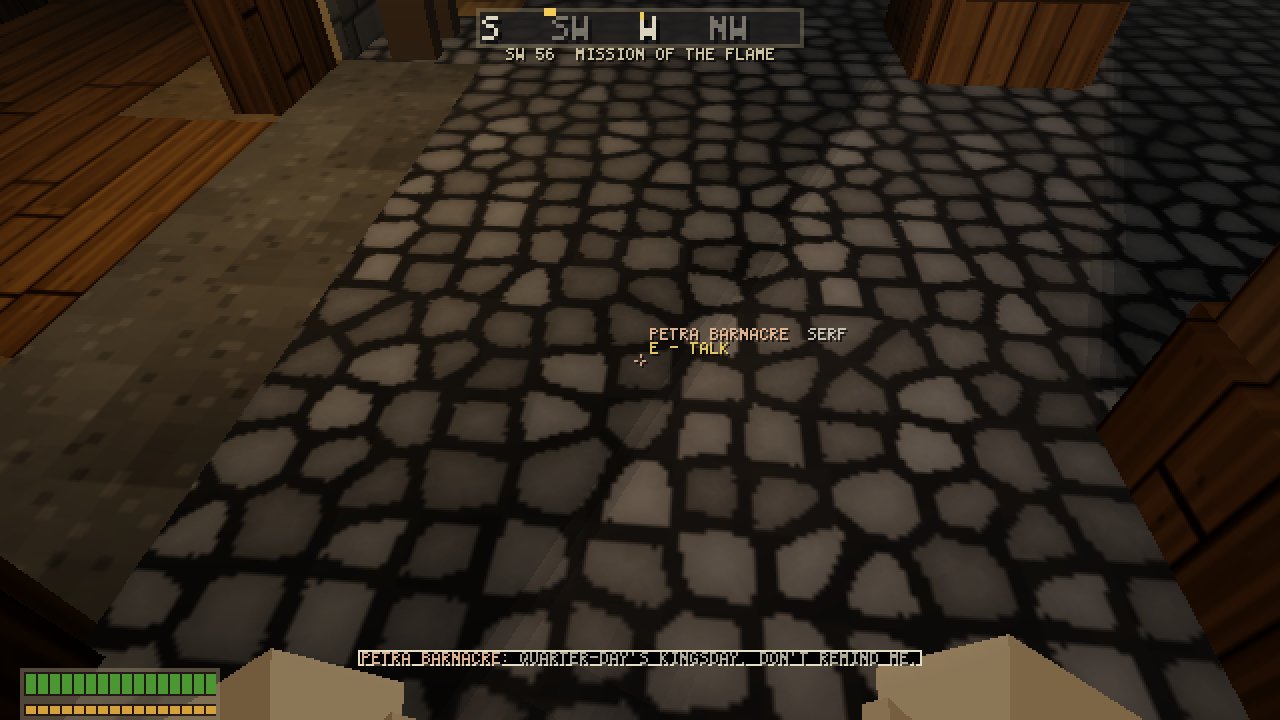 S SW W NW
SW 56 MISSION OF THE FLAME
PETRA BARNACRE SERF
E - TALK
PETRA BARNACRE: QUARTER-DAY'S KINGSDAY. DON'T REMIND ME.